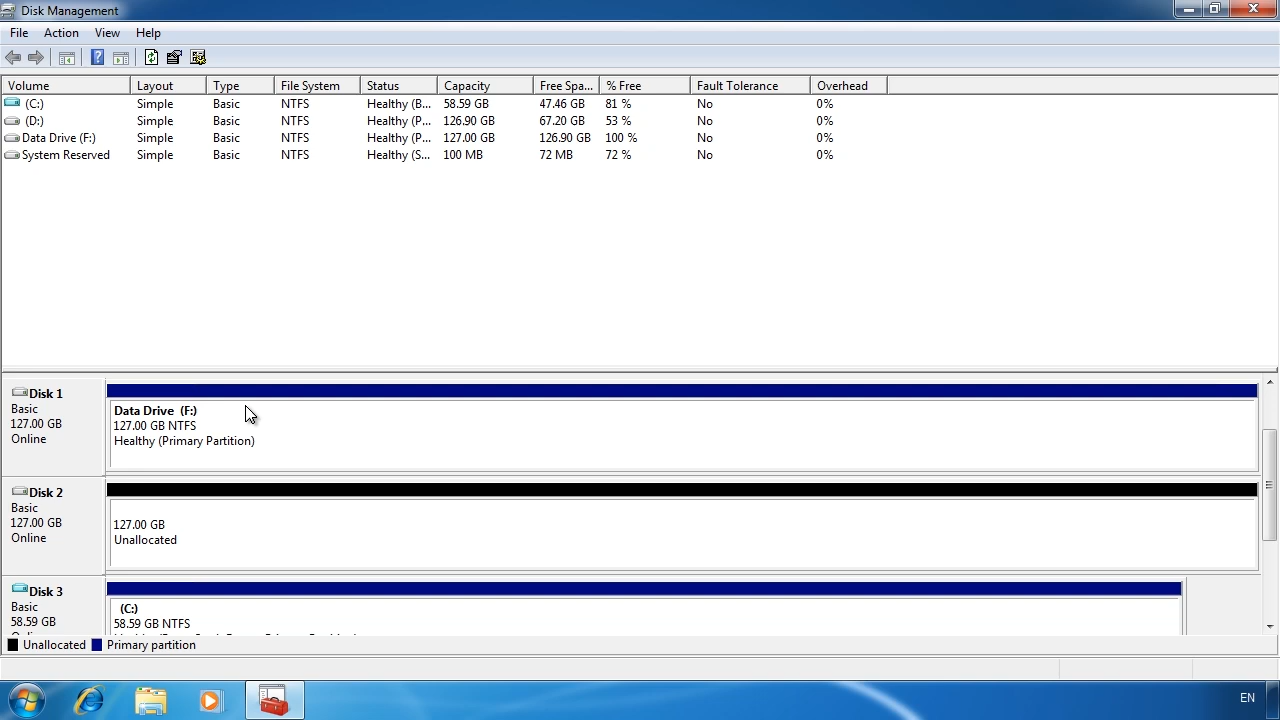 Disk Management
File Action View Help
Volume Layout Type File System Status Capacity Free Spa... % Free Fault Tolerance Overhead
(C:) Simple Basic NTFS Healthy (B... 58.59 GB 47.46 GB 81 % No 0%
(D:) Simple Basic NTFS Healthy (P... 126.90 GB 67.20 GB 53 % No 0%
Data Drive (F:) Simple Basic NTFS Healthy (P... 127.00 GB 126.90 GB 100 % No 0%
System Reserved Simple Basic NTFS Healthy (S... 100 MB 72 MB 72 % No 0%
Disk 1
Basic
127.00 GB
Online
Data Drive (F:)
127.00 GB NTFS
Healthy (Primary Partition)
Disk 2
Basic
127.00 GB
Online
127.00 GB
Unallocated
Disk 3
Basic
58.59 GB
(C:)
58.59 GB NTFS
Unallocated Primary partition
EN